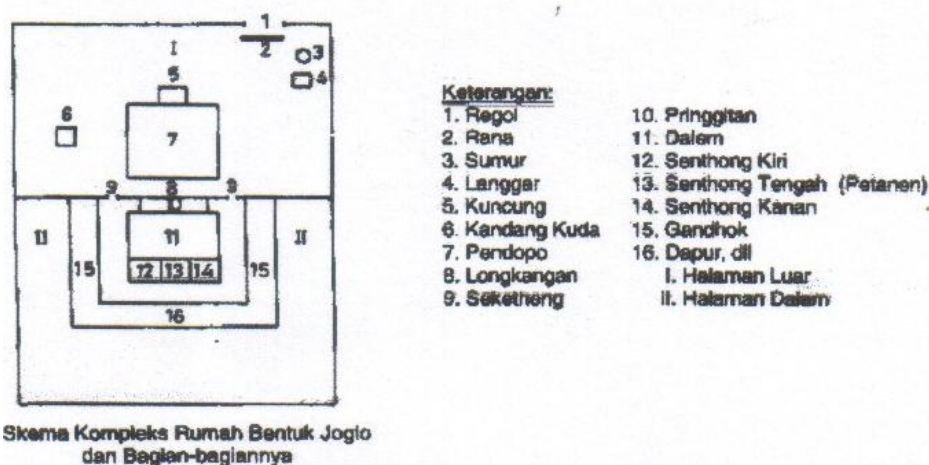 1
I
2
3
4
5
6
7
9 8 9
II
11
II
15
12 13 14
15
16
Skema Kompleks Rumah Bentuk Joglo
dan Bagian-bagiannya
Keterangan:
1. Regol
2. Rana
3. Sumur
4. Langgar
5. Kuncung
6. Kandang Kuda
7. Pendopo
8. Longkangan
9. Seketheng
10. Pringgitan
11. Dalem
12. Senthong Kiri
13. Senthong Tengah (Petanen)
14. Senthong Kanan
15. Gandhok
16. Dapur, dll
I. Halaman Luar
II. Halaman Dalam